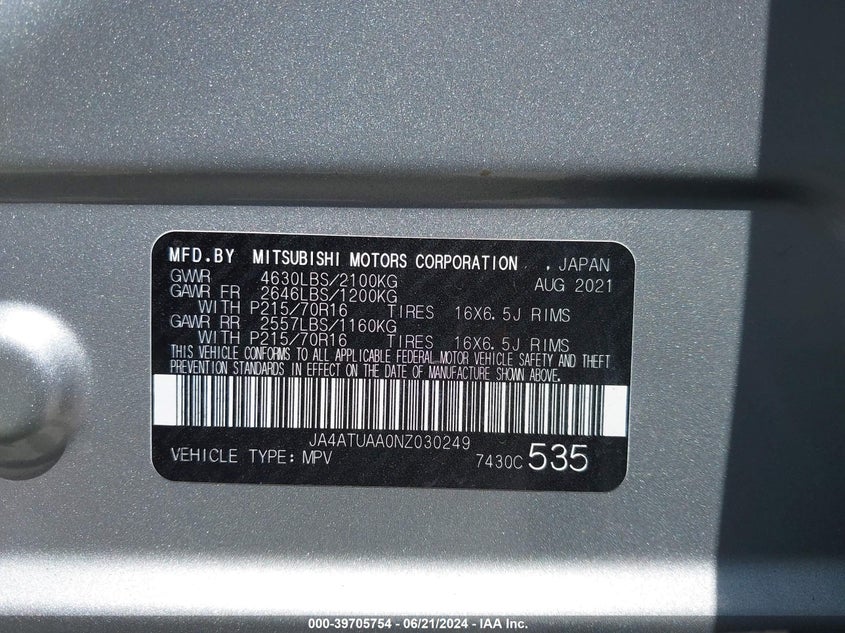 MFD.BY MITSUBISHI MOTORS CORPORATION , JAPAN
GVWR 4630LBS/2100KG AUG 2021
GAWR FR 2646LBS/1200KG
WITH P215/70R16 TIRES 16X6.5J RIMS
GAWR RR 2557LBS/1160KG
WITH P215/70R16 TIRES 16X6.5J RIMS
THIS VEHICLE CONFORMS TO ALL APPLICABLE FEDERAL MOTOR VEHICLE SAFETY AND THEFT
PREVENTION STANDARDS IN EFFECT ON THE DATE OF MANUFACTURE SHOWN ABOVE.
JA4ATUAA0NZ030249
VEHICLE TYPE: MPV 7430C 535
000-39705754 - 06/21/2024 - IAA Inc.